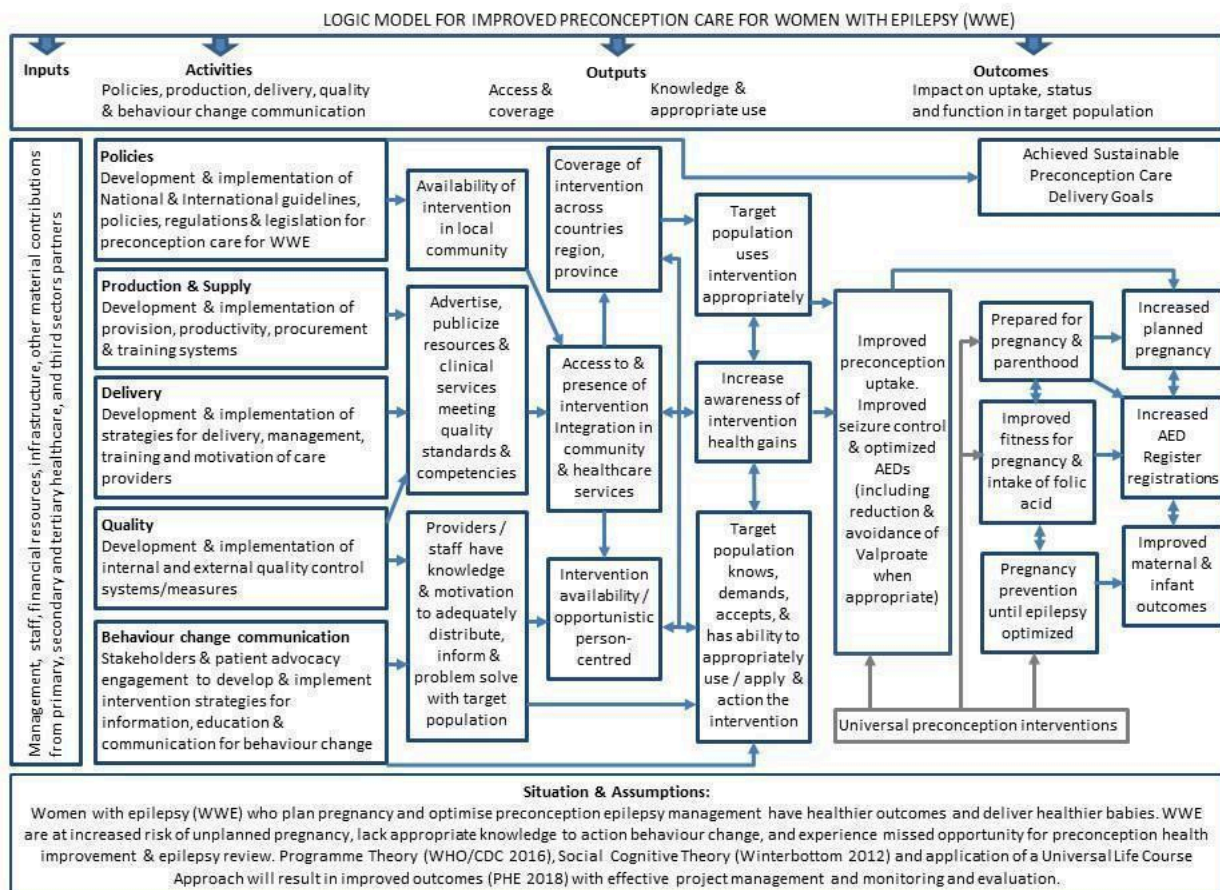 LOGIC MODEL FOR IMPROVED PRECONCEPTION CARE FOR WOMEN WITH EPILEPSY (WWE)
Inputs
Activities
Policies, production, delivery, quality
& behaviour change communication
Outputs
Access &
coverage
Knowledge &
appropriate use
Outcomes
Impact on uptake, status
and function in target population
Management, staff, financial resources, infrastructure, other material contributions
from primary, secondary and tertiary healthcare, and third sectors partners
Policies
Development & implementation of
National & International guidelines,
policies, regulations & legislation for
preconception care for WWE
Production & Supply
Development & implementation of
provision, productivity, procurement
& training systems
Delivery
Development & implementation of
strategies for delivery, management,
training and motivation of care
providers
Quality
Development & implementation of
internal and external quality control
systems/measures
Behaviour change communication
Stakeholders & patient advocacy
engagement to develop & implement
intervention strategies for
information, education &
communication for behaviour change
Availability of
intervention
in local
community
Advertise,
publicize
resources &
clinical
services
meeting
quality
standards &
competencies
Providers /
staff have
knowledge
& motivation
to adequately
distribute,
inform &
problem solve
with target
population
Coverage of
intervention
across
countries
region,
province
Access to &
presence of
intervention
Integration in
community
& healthcare
services
Intervention
availability /
opportunistic
person-
centred
Target
population
uses
intervention
appropriately
Increase
awareness of
intervention
health gains
Target
population
knows,
demands,
accepts, &
has ability to
appropriately
use / apply &
action the
intervention
Improved
preconception
uptake.
Improved
seizure control
& optimized
AEDs
(including
reduction &
avoidance of
Valproate
when
appropriate)
Achieved Sustainable
Preconception Care
Delivery Goals
Prepared for
pregnancy &
parenthood
Improved
fitness for
pregnancy &
intake of folic
acid
Pregnancy
prevention
until epilepsy
optimized
Increased
planned
pregnancy
Increased
AED
Register
registrations
Improved
maternal &
infant
outcomes
Universal preconception interventions
Situation & Assumptions:
Women with epilepsy (WWE) who plan pregnancy and optimise preconception epilepsy management have healthier outcomes and deliver healthier babies. WWE
are at increased risk of unplanned pregnancy, lack appropriate knowledge to action behaviour change, and experience missed opportunity for preconception health
improvement & epilepsy review. Programme Theory (WHO/CDC 2016), Social Cognitive Theory (Winterbottom 2012) and application of a Universal Life Course
Approach will result in improved outcomes (PHE 2018) with effective project management and monitoring and evaluation.